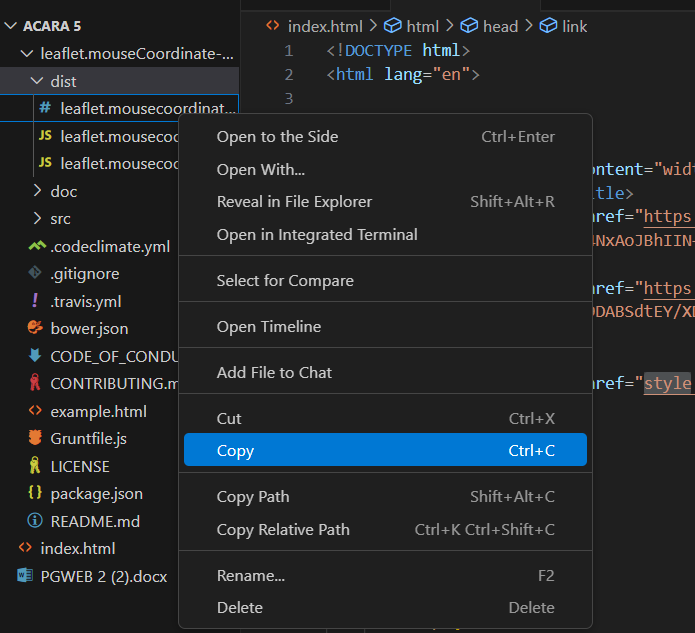 ACARA 5
leaflet.mouseCoordinate-...
dist
leaflet.mousecoordinat...
leaflet.mousecoo
leaflet.mousecoo
doc
src
.codeclimate.yml
.gitignore
.travis.yml
bower.json
CODE_OF_CONDU
CONTRIBUTING.m
example.html
Gruntfile.js
LICENSE
package.json
README.md
index.html
PGWEB 2 (2).docx
index.html > html > head > link
1 <!DOCTYPE html>
2 <html lang="en">
3
ontent="widt
tle>
ref="https
4NxAoJBhIIN-
ref="https
DABSdtEY/XD
ref="style
Open to the Side Ctrl+Enter
Open With...
Reveal in File Explorer Shift+Alt+R
Open in Integrated Terminal
Select for Compare
Open Timeline
Add File to Chat
Cut Ctrl+X
Copy Ctrl+C
Copy Path Shift+Alt+C
Copy Relative Path Ctrl+K Ctrl+Shift+C
Rename... F2
Delete Delete